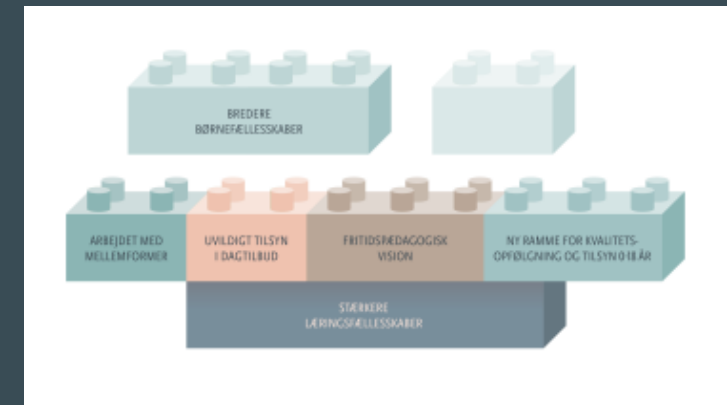 BREDERE
BØRNEFÆLLESSKABER
ARBEJDET MED
MELLEMFORMER
UVILDIGT TILSYN
I DAGTILBUD
FRITIDSPÆDAGOGISK
VISION
NY RAMME FOR KVALITETS-
OPFØLGNING OG TILSYN 0-18 ÅR
STÆRKERE
LÆRINGSFÆLLESSKABER